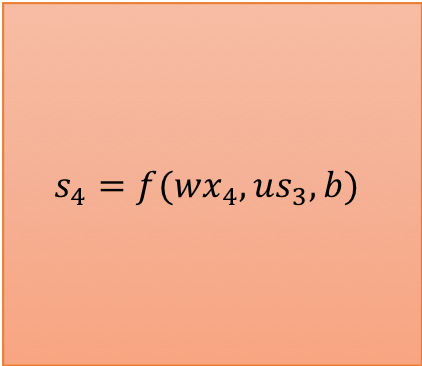 s₄ = f(wx₄, us₃, b)